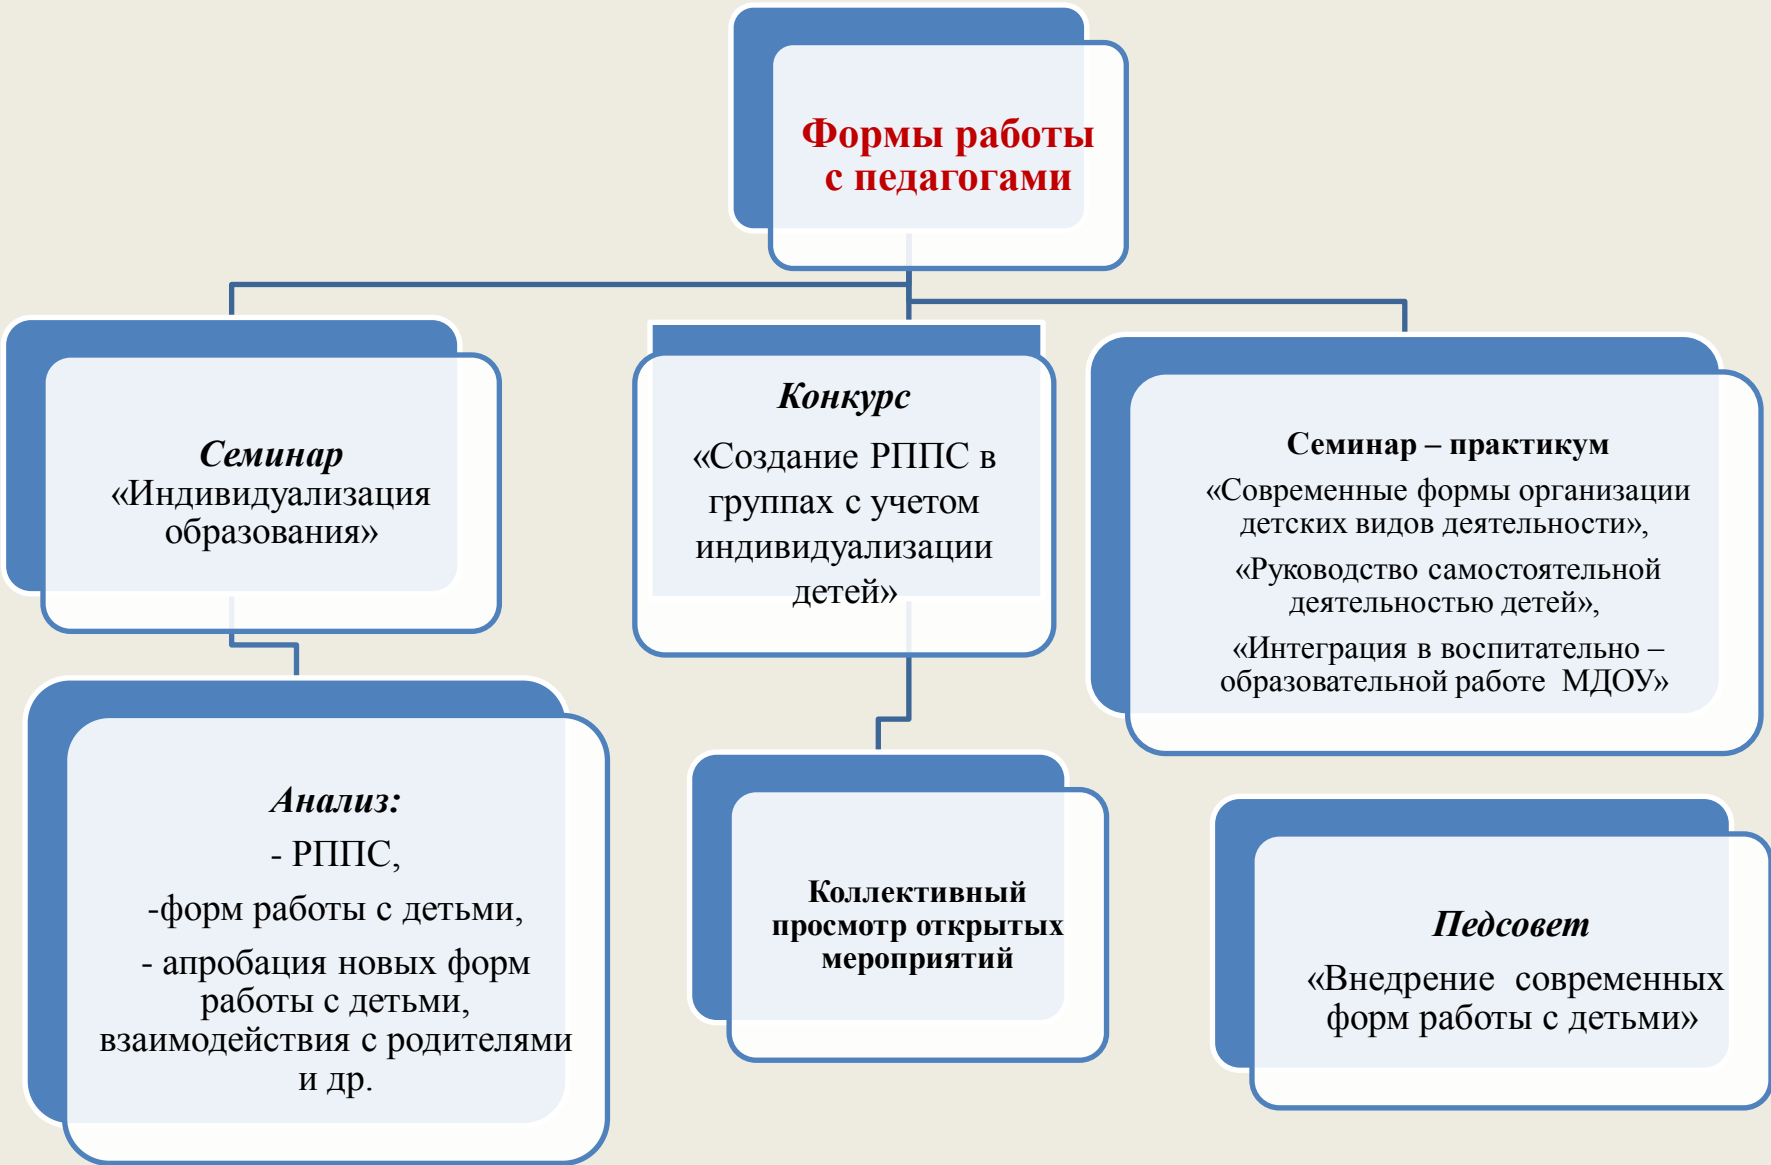 Формы работы
с педагогами
Семинар
«Индивидуализация
образования»
Конкурс
«Создание РППС в
группах с учетом
индивидуализации
детей»
Семинар – практикум
«Современные формы организации
детских видов деятельности»,
«Руководство самостоятельной
деятельностью детей»,
«Интеграция в воспитательно –
образовательной работе  МДОУ»
Анализ:
- РППС,
-форм работы с детьми,
- апробация новых форм
работы с детьми,
взаимодействия с родителями
и др.
Коллективный
просмотр открытых
мероприятий
Педсовет
«Внедрение  современных
форм работы с детьми»